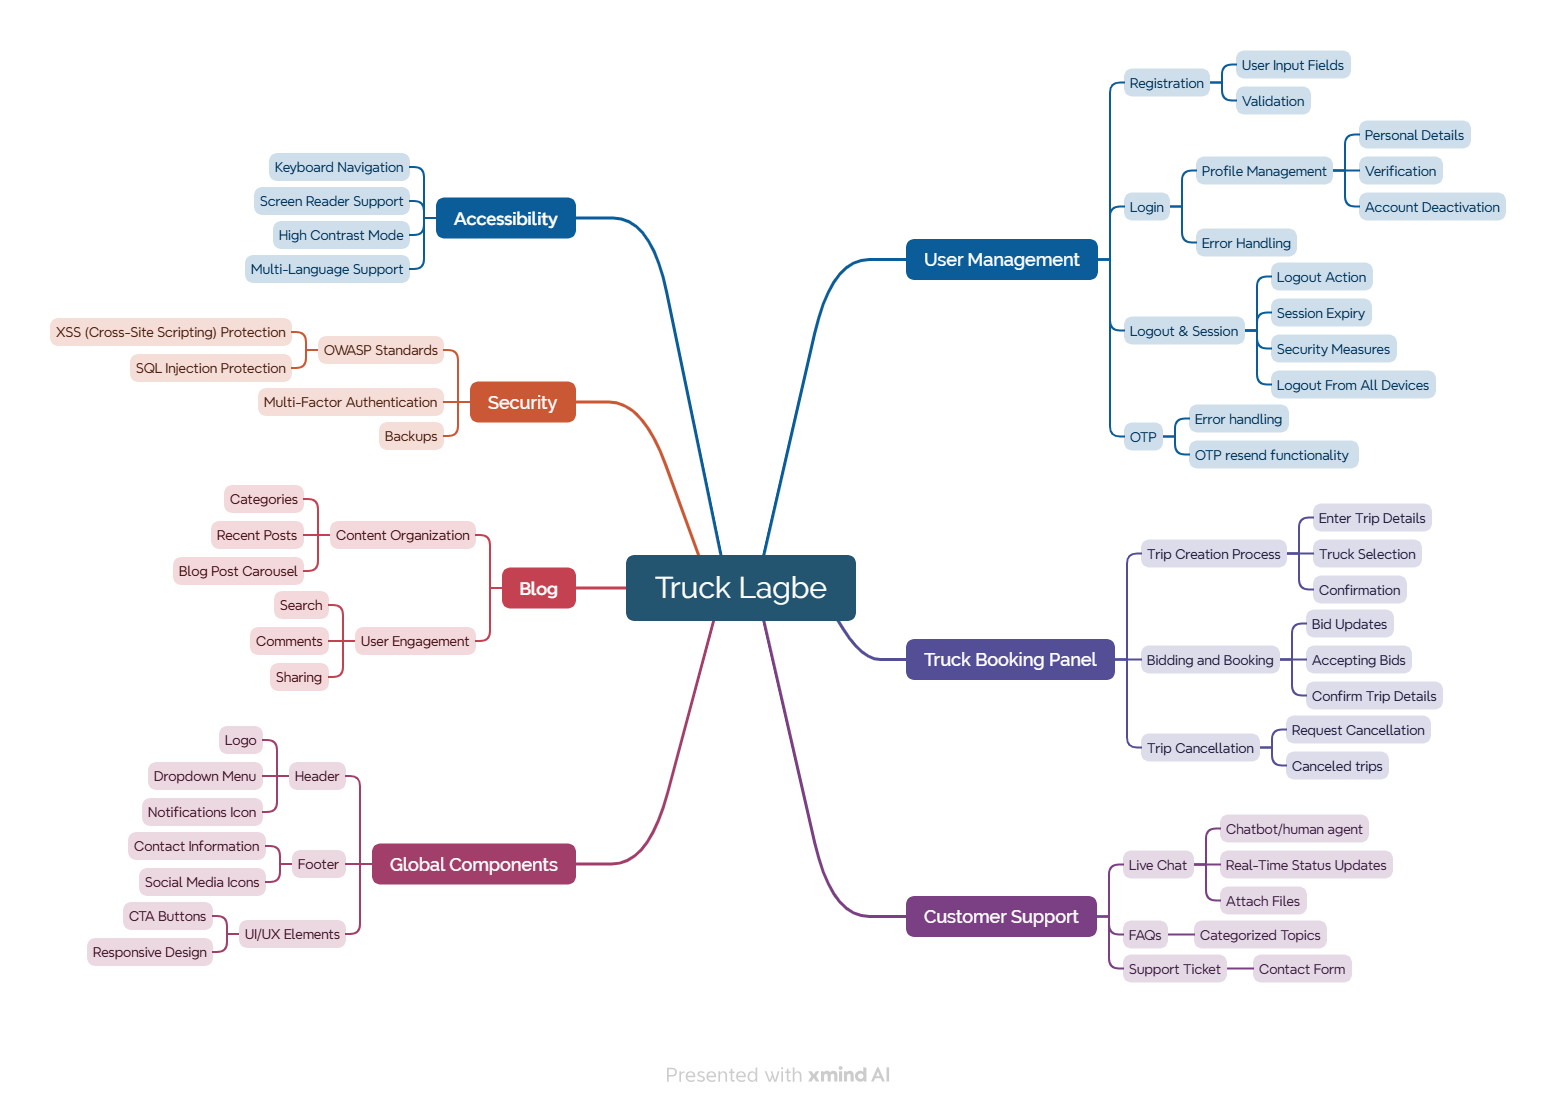 Truck Lagbe
User Management
Registration
User Input Fields
Validation
Login
Profile Management
Personal Details
Verification
Account Deactivation
Error Handling
Logout & Session
Logout Action
Session Expiry
Security Measures
Logout From All Devices
OTP
Error handling
OTP resend functionality
Truck Booking Panel
Trip Creation Process
Enter Trip Details
Truck Selection
Confirmation
Bidding and Booking
Bid Updates
Accepting Bids
Confirm Trip Details
Trip Cancellation
Request Cancellation
Canceled trips
Customer Support
Live Chat
Chatbot/human agent
Real-Time Status Updates
Attach Files
FAQs
Categorized Topics
Support Ticket
Contact Form
Accessibility
Keyboard Navigation
Screen Reader Support
High Contrast Mode
Multi-Language Support
Security
OWASP Standards
XSS (Cross-Site Scripting) Protection
SQL Injection Protection
Multi-Factor Authentication
Backups
Blog
Content Organization
Categories
Recent Posts
Blog Post Carousel
User Engagement
Search
Comments
Sharing
Global Components
Header
Logo
Dropdown Menu
Notifications Icon
Footer
Contact Information
Social Media Icons
UI/UX Elements
CTA Buttons
Responsive Design
Presented with xmind AI